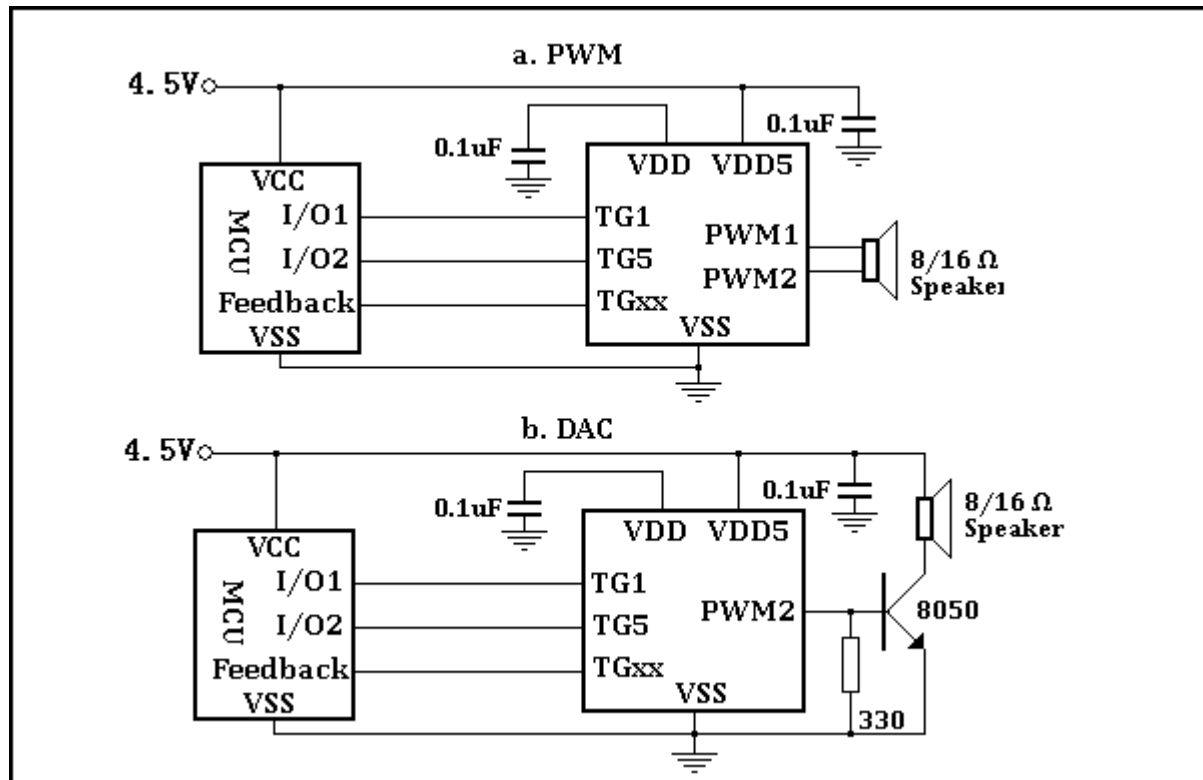 a. PWM
4.5V
0.1uF
0.1uF
VDD VDD5
VCC
MCU
I/O1
TG1
PWM1
I/O2
TG5
PWM2
8/16 Ω
Speaker
Feedback
TGxx
VSS
VSS
b. DAC
4.5V
0.1uF
0.1uF
8/16 Ω
Speaker
VDD VDD5
VCC
MCU
I/O1
TG1
PWM2
8050
I/O2
TG5
Feedback
TGxx
VSS
VSS
330